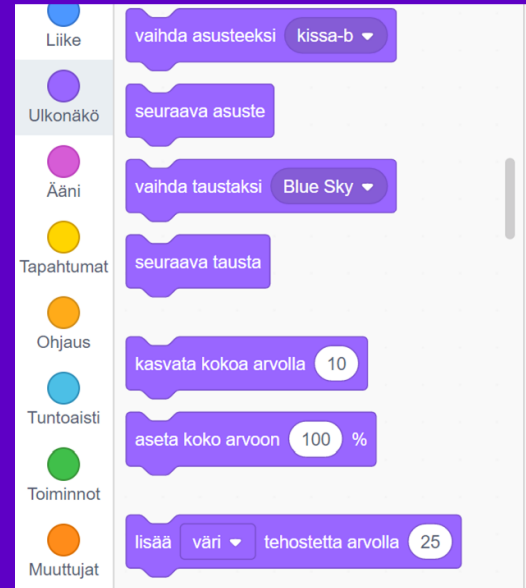 Liike
Ulkonäkö
Ääni
Tapahtumat
Ohjaus
Tuntoaisti
Toiminnot
Muuttujat
vaihda asusteeksi kissa-b
seuraava asuste
vaihda taustaksi Blue Sky
seuraava tausta
kasvata kokoa arvolla 10
aseta koko arvoon 100 %
lisää väri tehostetta arvolla 25